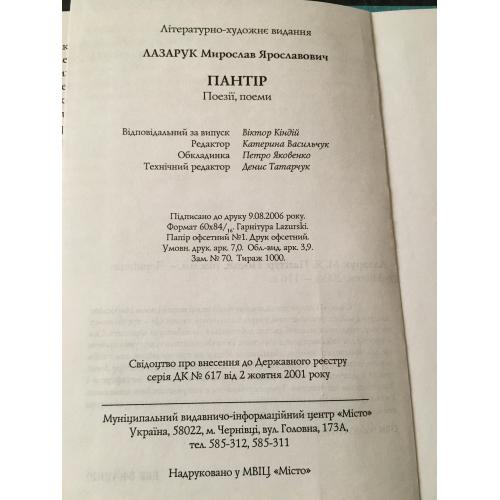 Літературно-художнє видання
ЛАЗАРУК Мирослав Ярославович
ПАНТІР
Поезії, поеми
Відповідальний за випуск Віктор Кіндій
Редактор Катерина Васильчук
Обкладинка Петро Яковенко
Технічний редактор Денис Татарчук
Підписано до друку 9.08.2006 року.
Формат 60х84/16. Гарнітура Lazurski.
Папір офсетний №1. Друк офсетний.
Умовн. друк. арк. 7,0. Обл.-вид. арк. 3,9.
Зам. № 70. Тираж 1000.
Свідоцтво про внесення до Державного реєстру
серія ДК № 617 від 2 жовтня 2001 року
Муніципальний видавничо-інформаційний центр «Місто»
Україна, 58022, м. Чернівці, вул. Головна, 173А,
тел. 585-312, 585-311
Надруковано у МВІЦ «Місто»